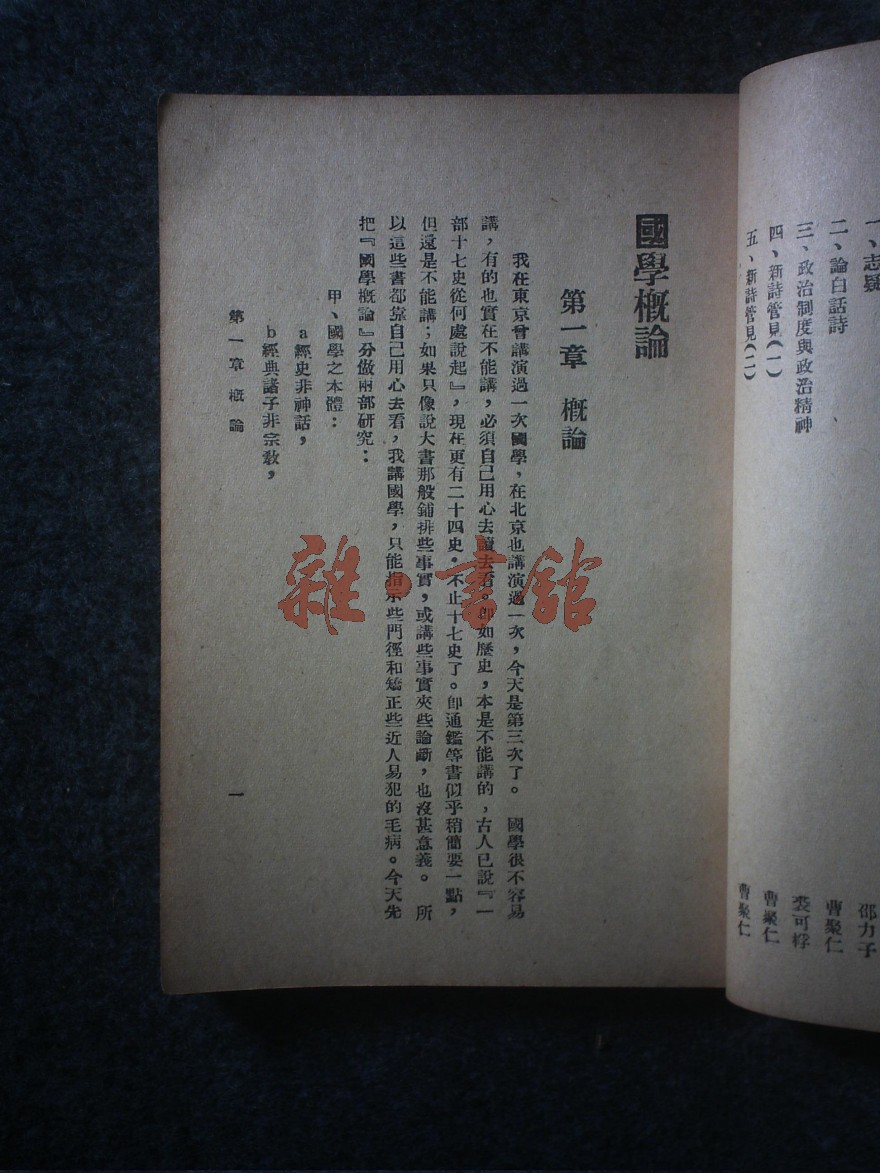 一、志疑　邵力子
二、論白話詩　曹聚仁
三、政治制度與政治精神　裘可桴
四、新詩管見(一)　曹聚仁
五、新詩管見(二)　曹聚仁
國學概論
第一章　概論
我在東京曾講演過一次國學，在北京也講演過一次，今天是第三次了。國學很不容易
講，有的也實在不能講，必須自己用心去讀去看。卽如歷史，本是不能講的，古人已說『一
部十七史從何處說起』，現在更有二十四史，不止十七史了。卽通鑑等書似乎稍簡要一點，
但還是不能講；如果只像說大書那般鋪排些事實，或講些事實夾些論斷，也沒甚意義。所
以這些書都靠自己用心去看，我講國學，只能指示些門徑和矯正些近人易犯的毛病。今天先
把『國學概論』分做兩部研究：
甲、國學之本體：
a 經史非神話，
b 經典諸子非宗教，
第一章　概論
一
雜·書館